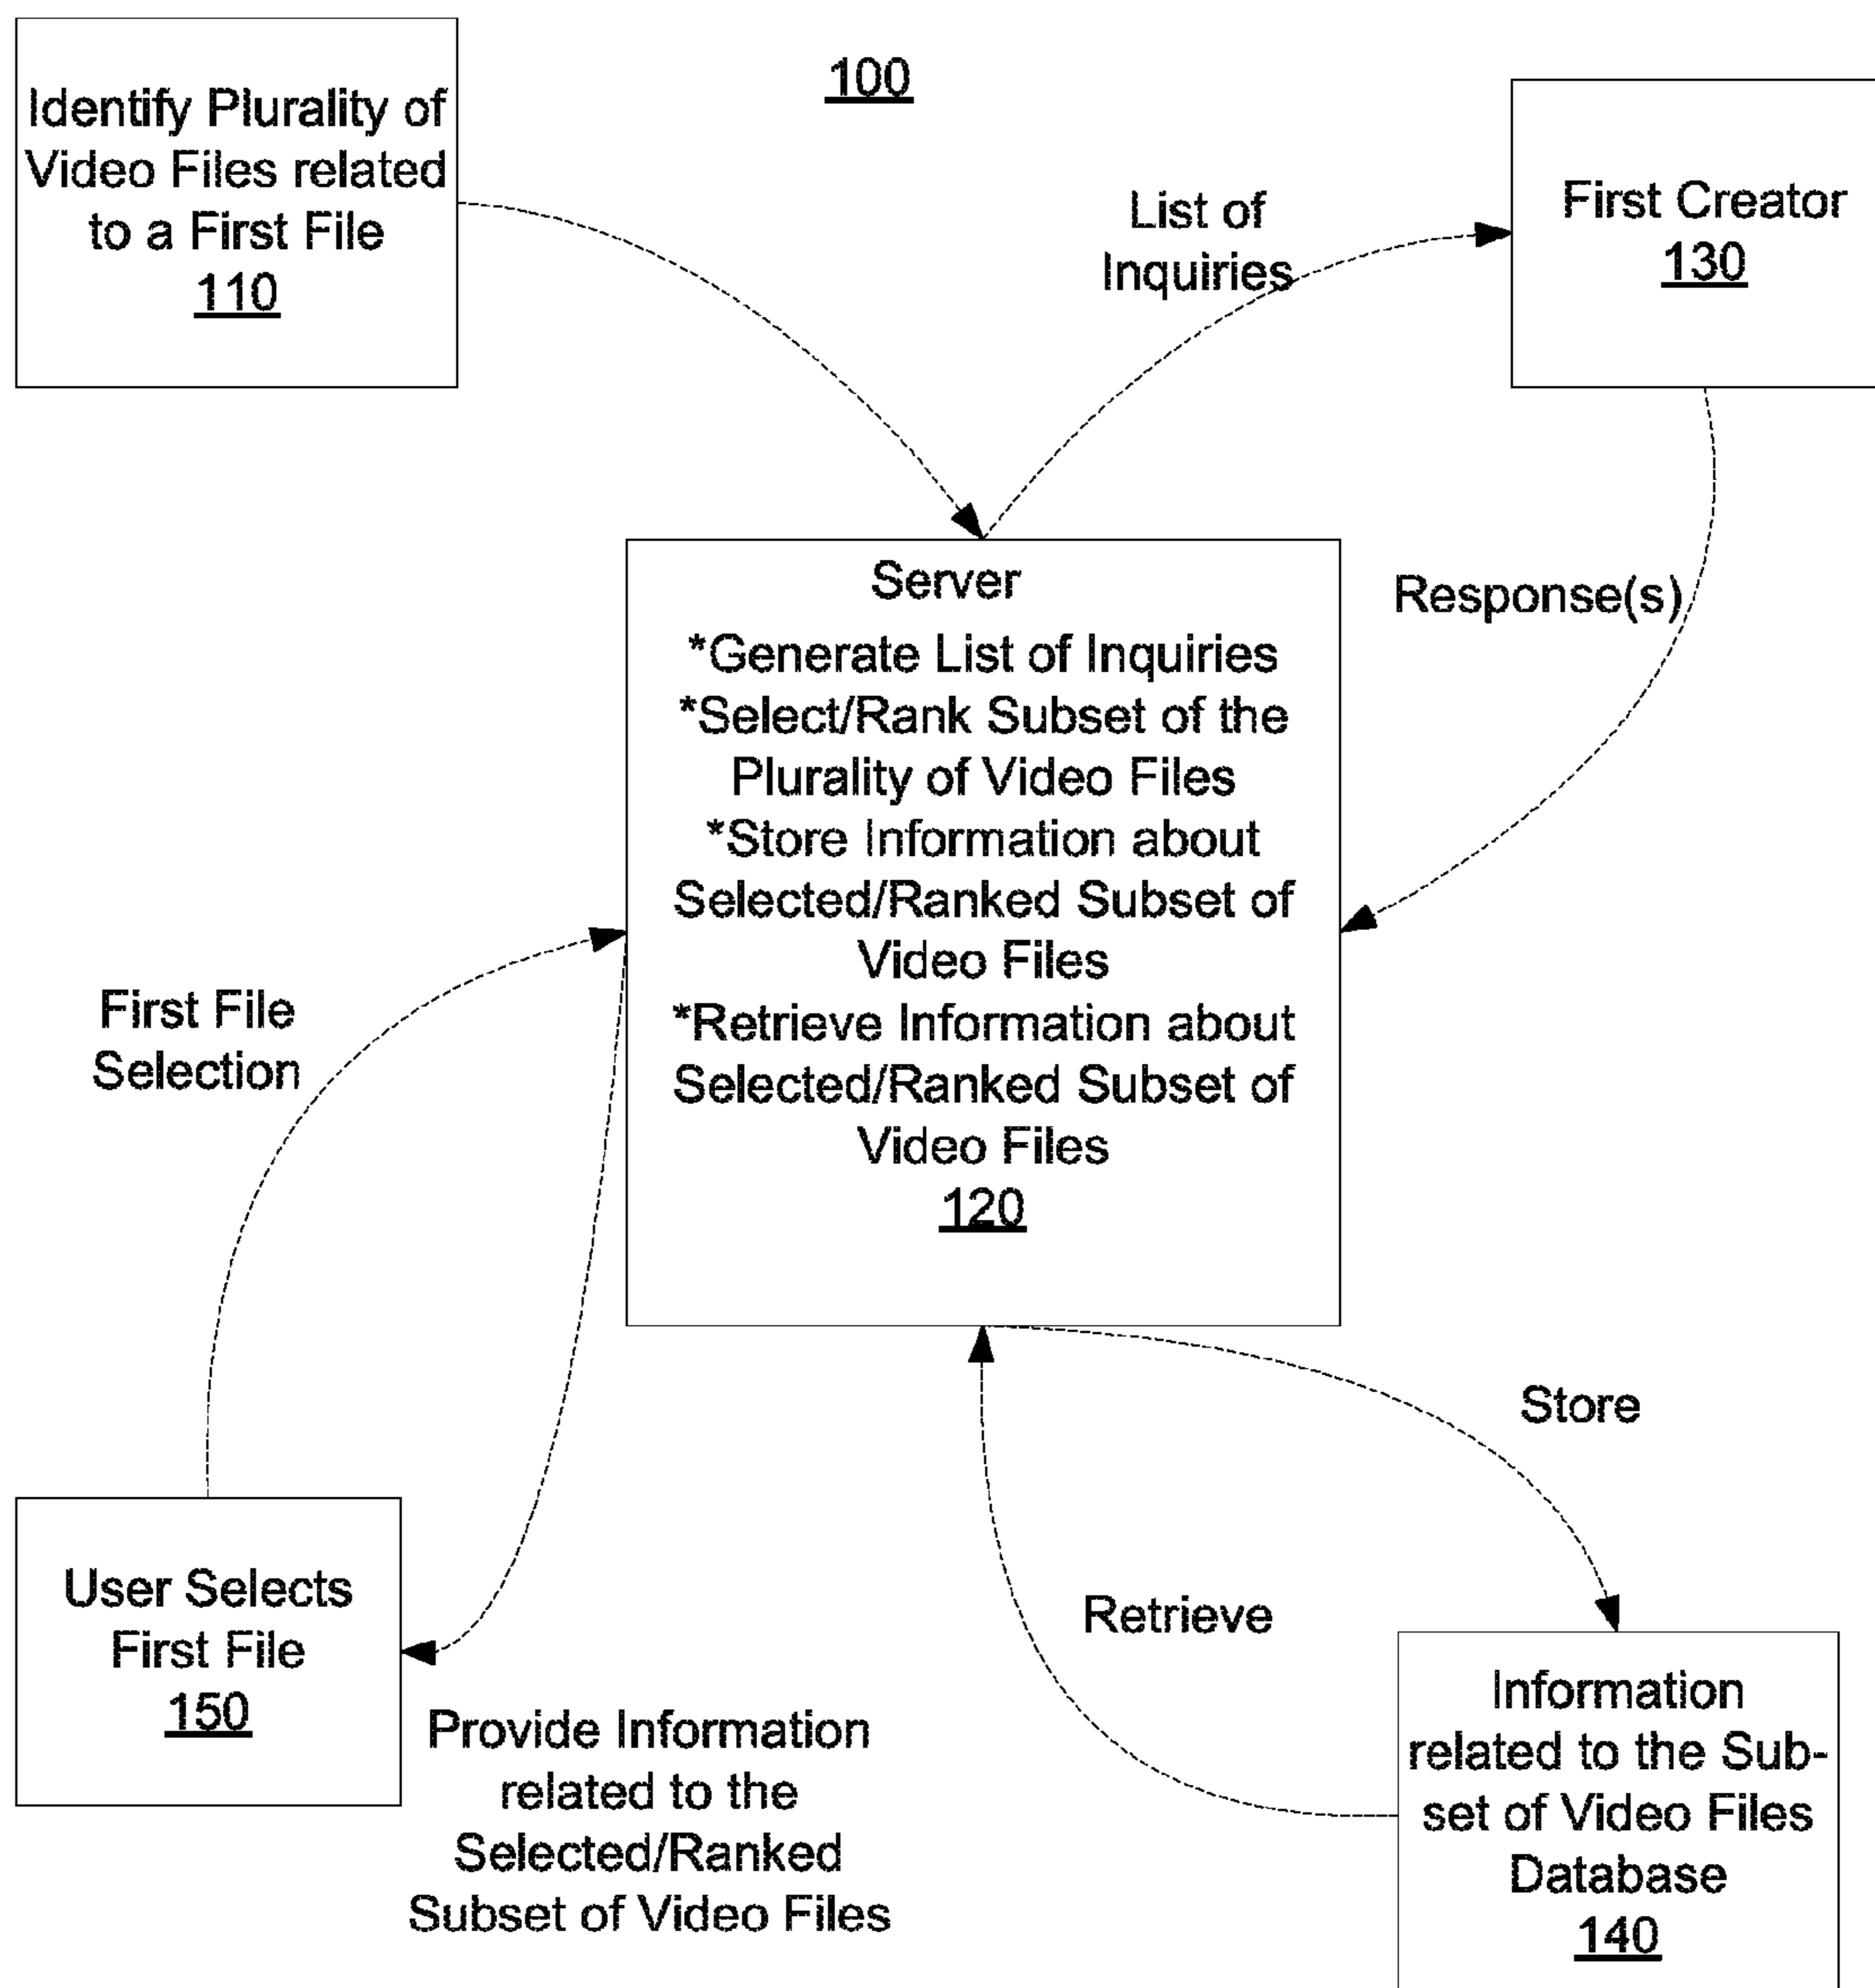 100
Identify Plurality of
Video Files related
to a First File
110
List of
Inquiries
First Creator
130
Response(s)
Server
*Generate List of Inquiries
*Select/Rank Subset of the
Plurality of Video Files
*Store Information about
Selected/Ranked Subset of
Video Files
*Retrieve Information about
Selected/Ranked Subset of
Video Files
120
First File
Selection
User Selects
First File
150
Provide Information
related to the
Selected/Ranked
Subset of Video Files
Store
Retrieve
Information
related to the Sub-
set of Video Files
Database
140